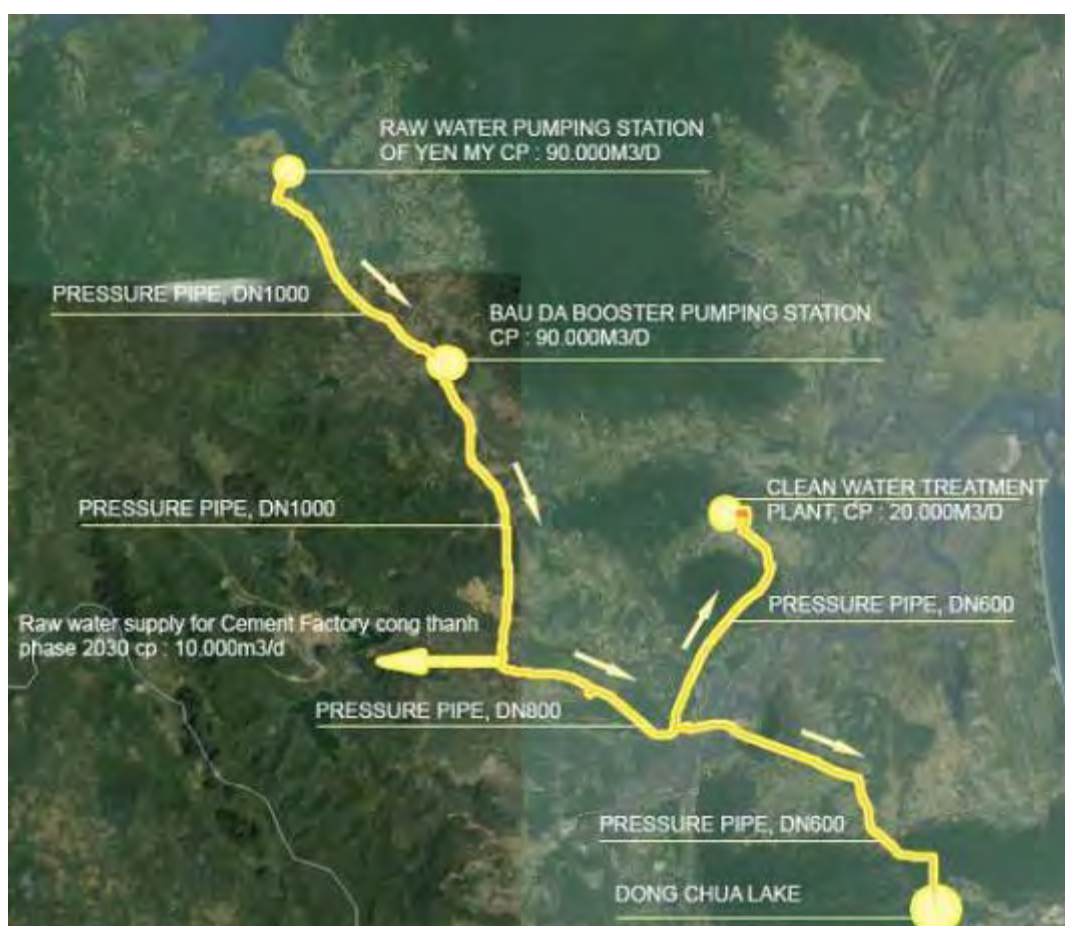 RAW WATER PUMPING STATION
OF YEN MY CP : 90.000M3/D
PRESSURE PIPE, DN1000
BAU DA BOOSTER PUMPING STATION
CP : 90.000M3/D
CLEAN WATER TREATMENT
PLANT, CP : 20.000M3/D
PRESSURE PIPE, DN1000
PRESSURE PIPE, DN600
Raw water supply for Cement Factory cong thanh
phase 2030 cp : 10.000m3/d
PRESSURE PIPE, DN800
PRESSURE PIPE, DN600
DONG CHUA LAKE